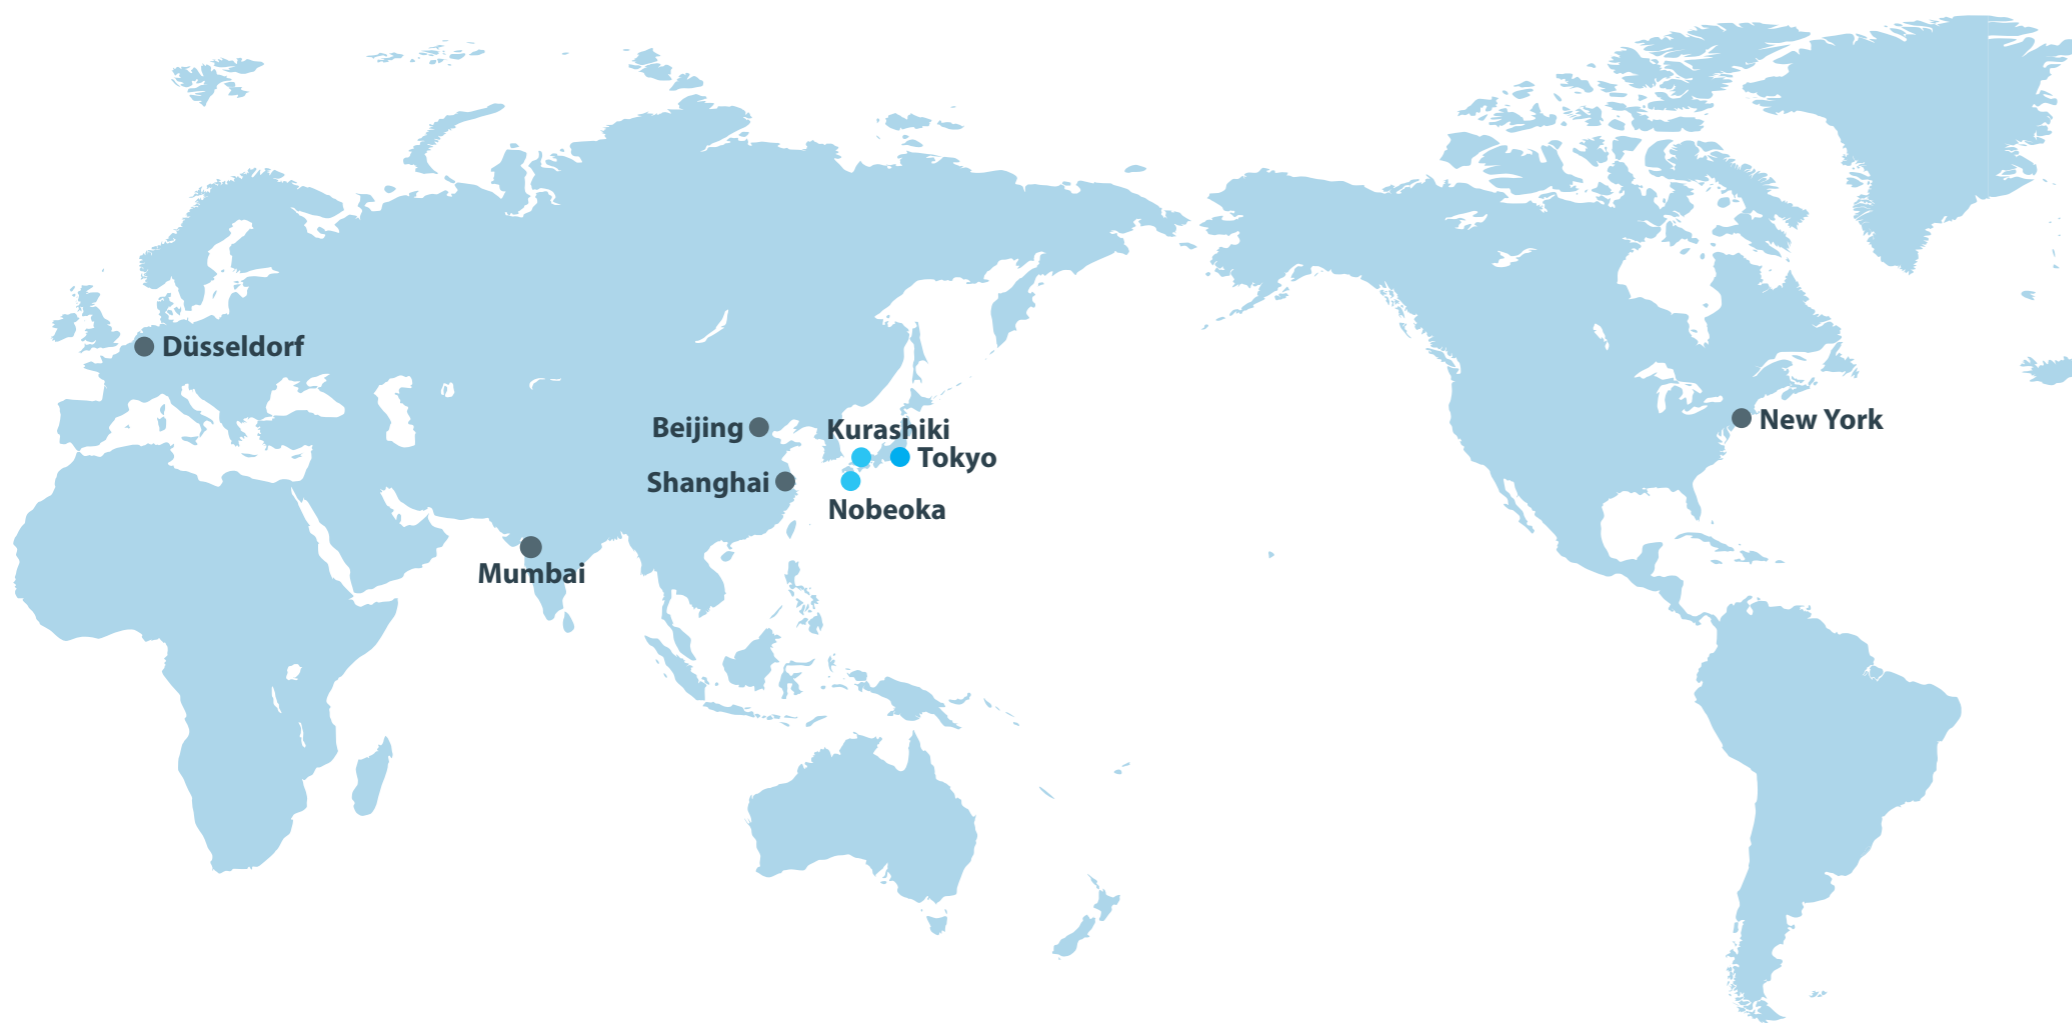 Düsseldorf
New York
Beijing
Kurashiki
Tokyo
Shanghai
Nobeoka
Mumbai